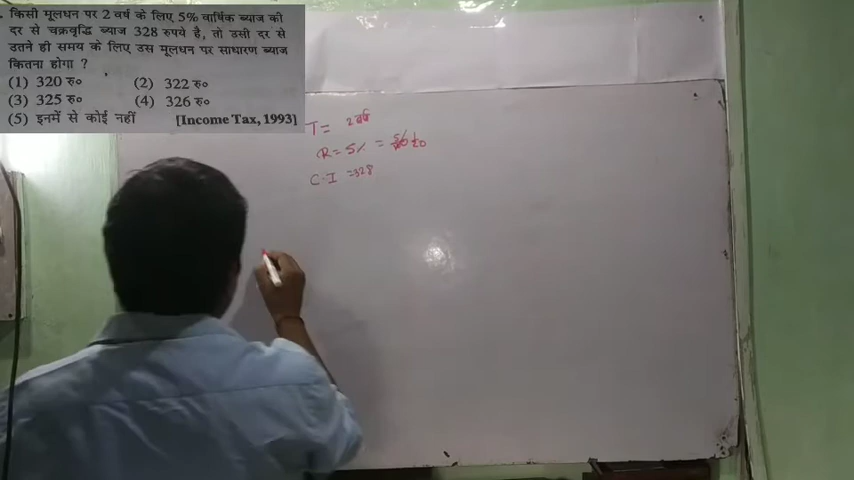 किसी मूलधन पर 2 वर्ष के लिए 5% वार्षिक ब्याज की
दर से चक्रवृद्धि ब्याज 328 रुपये है, तो उसी दर से
उतने ही समय के लिए उस मूलधन पर साधारण ब्याज
कितना होगा ?
(1) 320 रु० (2) 322 रु०
(3) 325 रु० (4) 326 रु०
(5) इनमें से कोई नहीं [Income Tax, 1993]
T = 2 वर्ष
R = 5% =
C.I =328